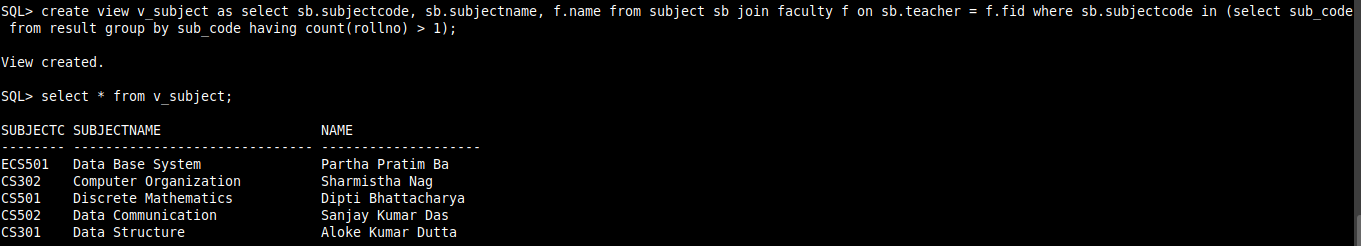 SQL> create view v_subject as select sb.subjectcode, sb.subjectname, f.name from subject sb join faculty f on sb.teacher = f.fid where sb.subjectcode in (select sub_code
 from result group by sub_code having count(rollno) > 1);
View created.
SQL> select * from v_subject;
SUBJECTC SUBJECTNAME                    NAME
-------- ------------------------------ --------------------
ECS501   Data Base System               Partha Pratim Ba
CS302    Computer Organization          Sharmistha Nag
CS501    Discrete Mathematics           Dipti Bhattacharya
CS502    Data Communication             Sanjay Kumar Das
CS301    Data Structure                 Aloke Kumar Dutta